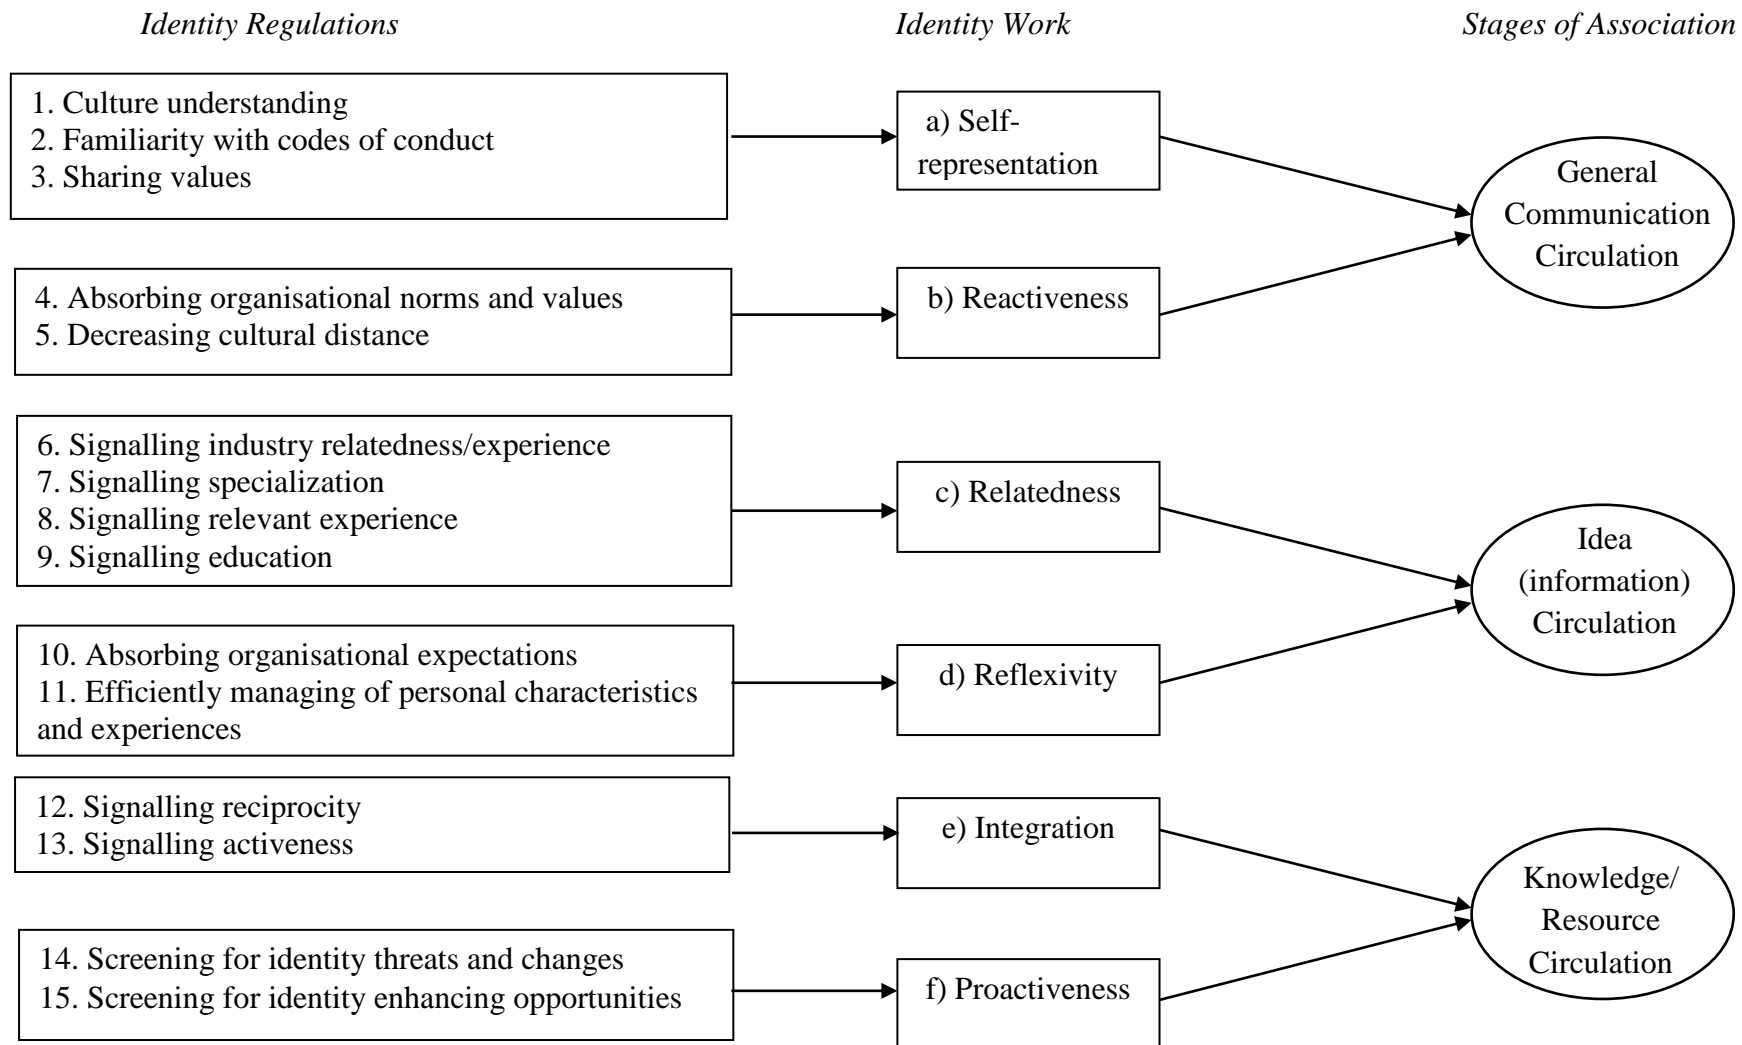 Identity Regulations
Identity Work
Stages of Association
1. Culture understanding
2. Familiarity with codes of conduct
3. Sharing values
a) Self-
representation
General
Communication
Circulation
4. Absorbing organisational norms and values
5. Decreasing cultural distance
b) Reactiveness
6. Signalling industry relatedness/experience
7. Signalling specialization
8. Signalling relevant experience
9. Signalling education
c) Relatedness
Idea
(information)
Circulation
10. Absorbing organisational expectations
11. Efficiently managing of personal characteristics
and experiences
d) Reflexivity
12. Signalling reciprocity
13. Signalling activeness
e) Integration
Knowledge/
Resource
Circulation
14. Screening for identity threats and changes
15. Screening for identity enhancing opportunities
f) Proactiveness